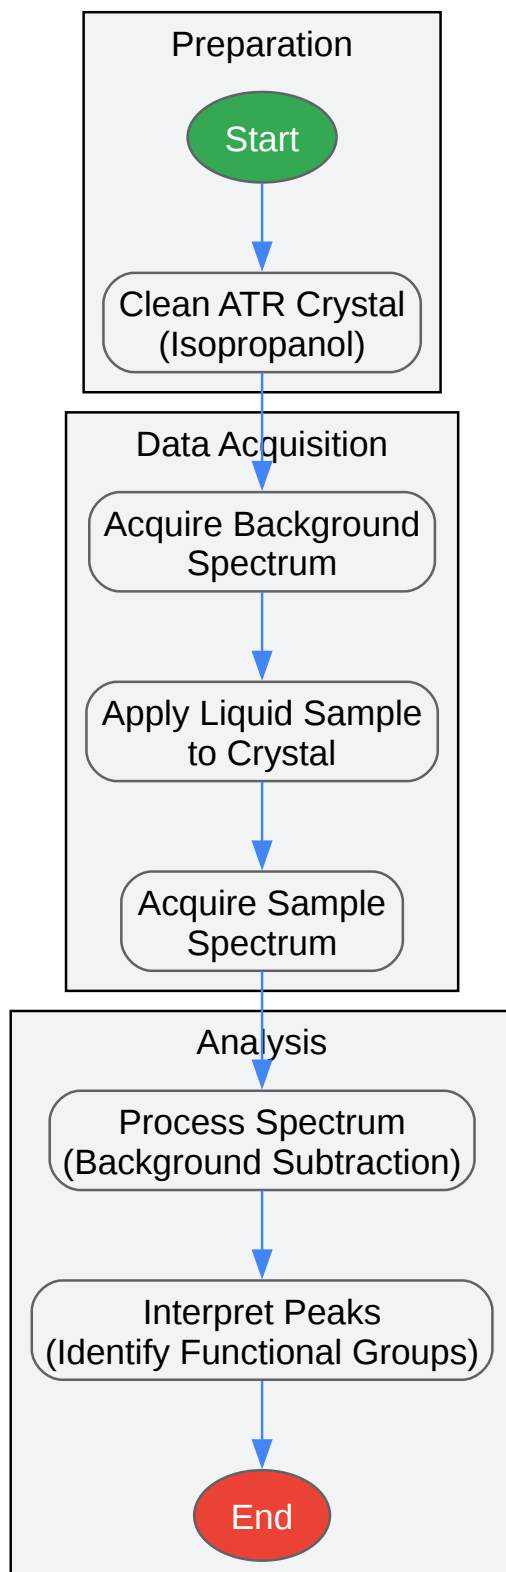 Preparation
Start
Clean ATR Crystal
(Isopropanol)
Data Acquisition
Acquire Background
Spectrum
Apply Liquid Sample
to Crystal
Acquire Sample
Spectrum
Analysis
Process Spectrum
(Background Subtraction)
Interpret Peaks
(Identify Functional Groups)
End